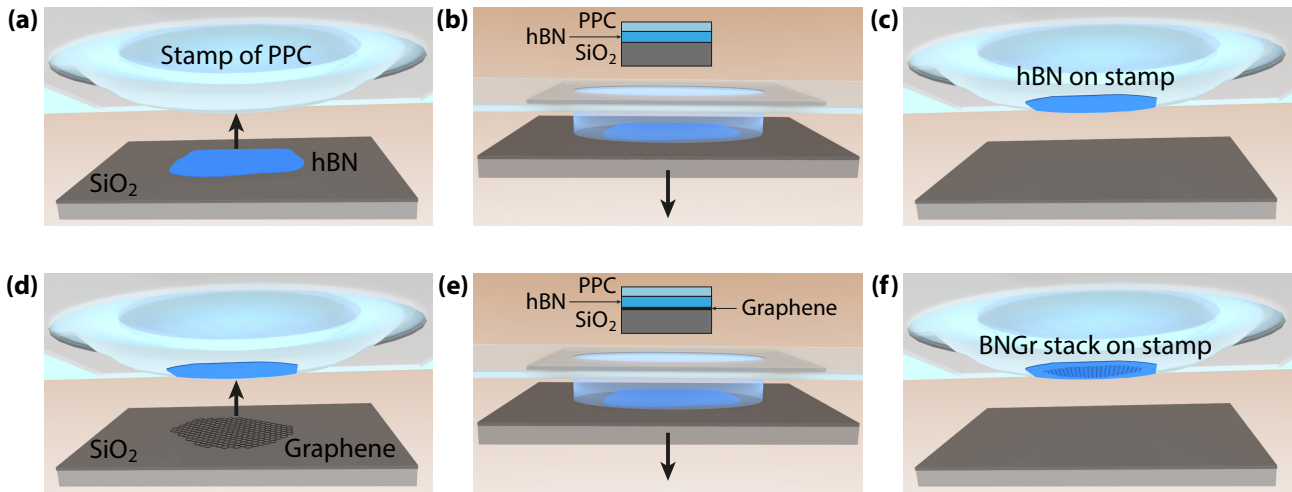 (a)
Stamp of PPC
hBN
SiO₂
(b)
PPC
hBN
SiO₂
(c)
hBN on stamp
(d)
SiO₂
Graphene
(e)
PPC
hBN
Graphene
SiO₂
(f)
BNGr stack on stamp